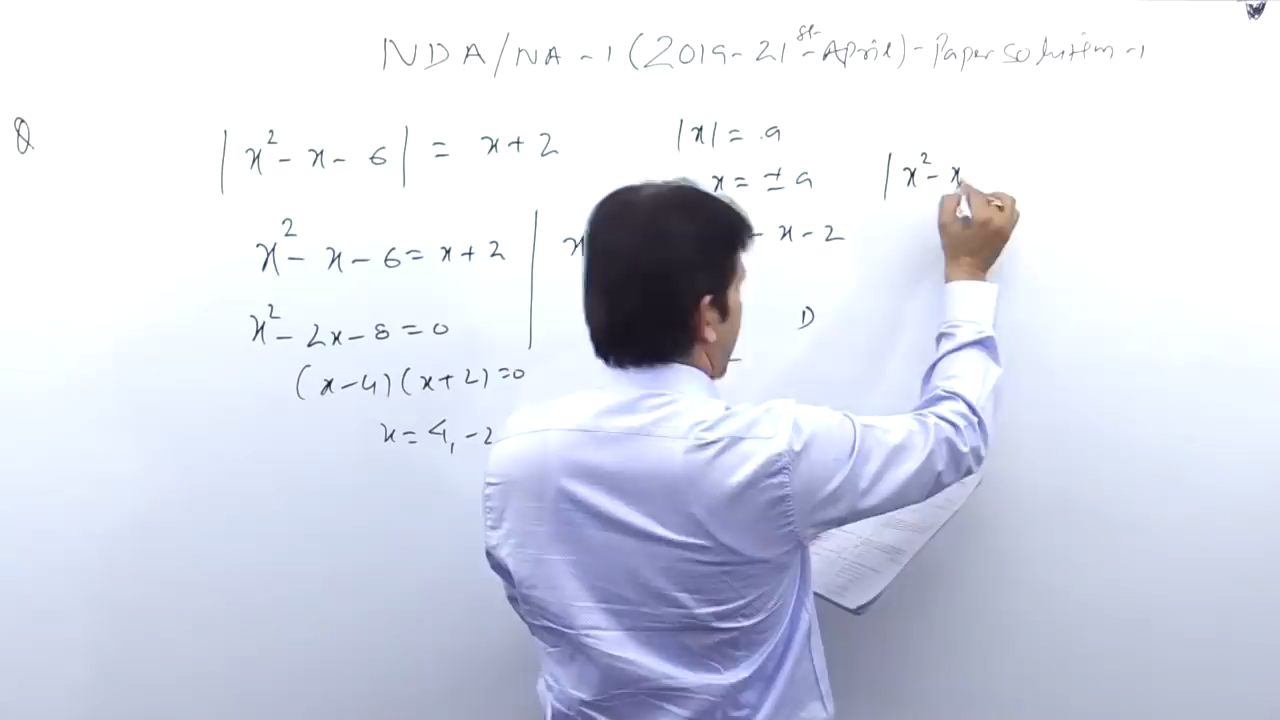 NDA/NA-1 (2019-21st-April)-Paper solution-1
Q
|x²-x-6| = x+2
x²-x-6=x+2
x²-2x-8=0
(x-4)(x+2)=0
x=4,-2
x
-x-2
D
|x|=a
x=±a
|x²-x